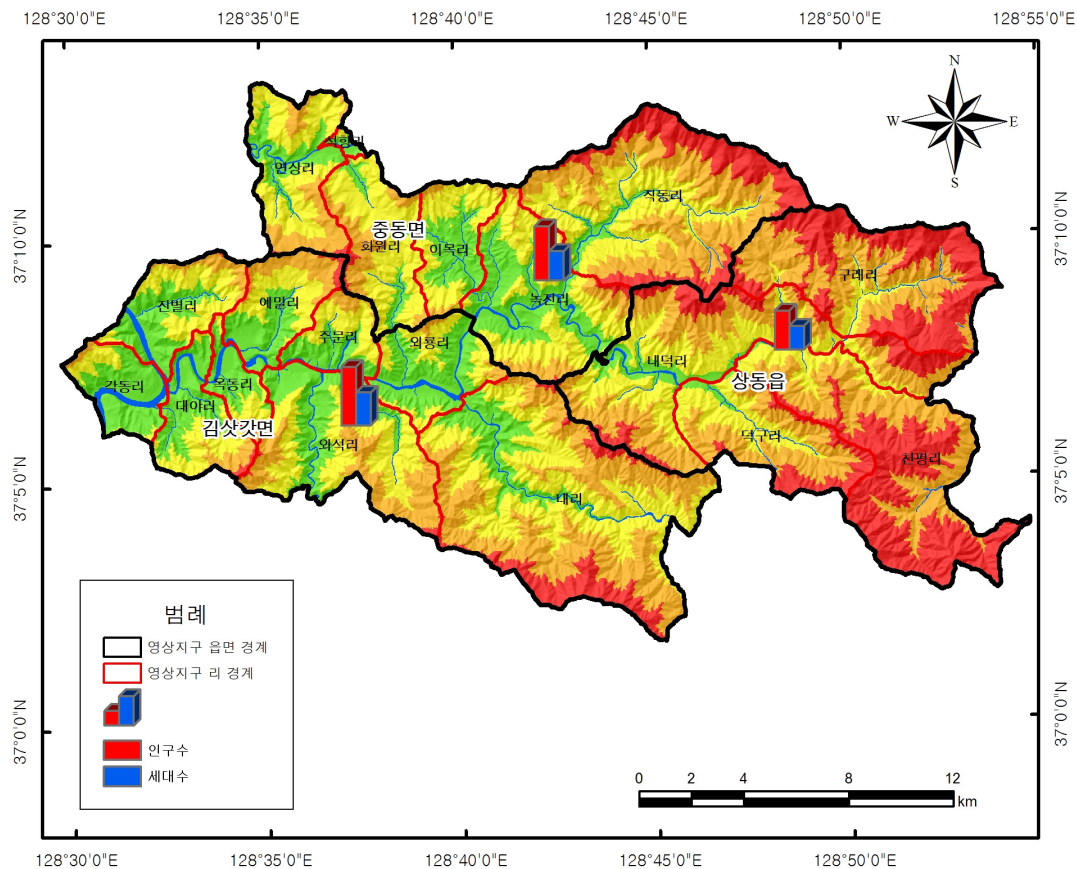 128°30'0"E 128°35'0"E 128°40'0"E 128°45'0"E 128°50'0"E 128°55'0"E
N
W E
S
37°10'0"N
37°10'0"N
37°5'0"N
37°5'0"N
37°0'0"N
37°0'0"N
석항리
연상리
직동리
중동면
화원리
이목리
구래리
녹전리
진별리
예밀리
주문리
와룡리
내덕리
상동읍
각동리
옥동리
대야리
김삿갓면
외석리
덕구리
천평리
내리
범례
영상지구 읍면 경계
영상지구 리 경계
인구수
세대수
0 2 4 8 12
km
128°30'0"E 128°35'0"E 128°40'0"E 128°45'0"E 128°50'0"E